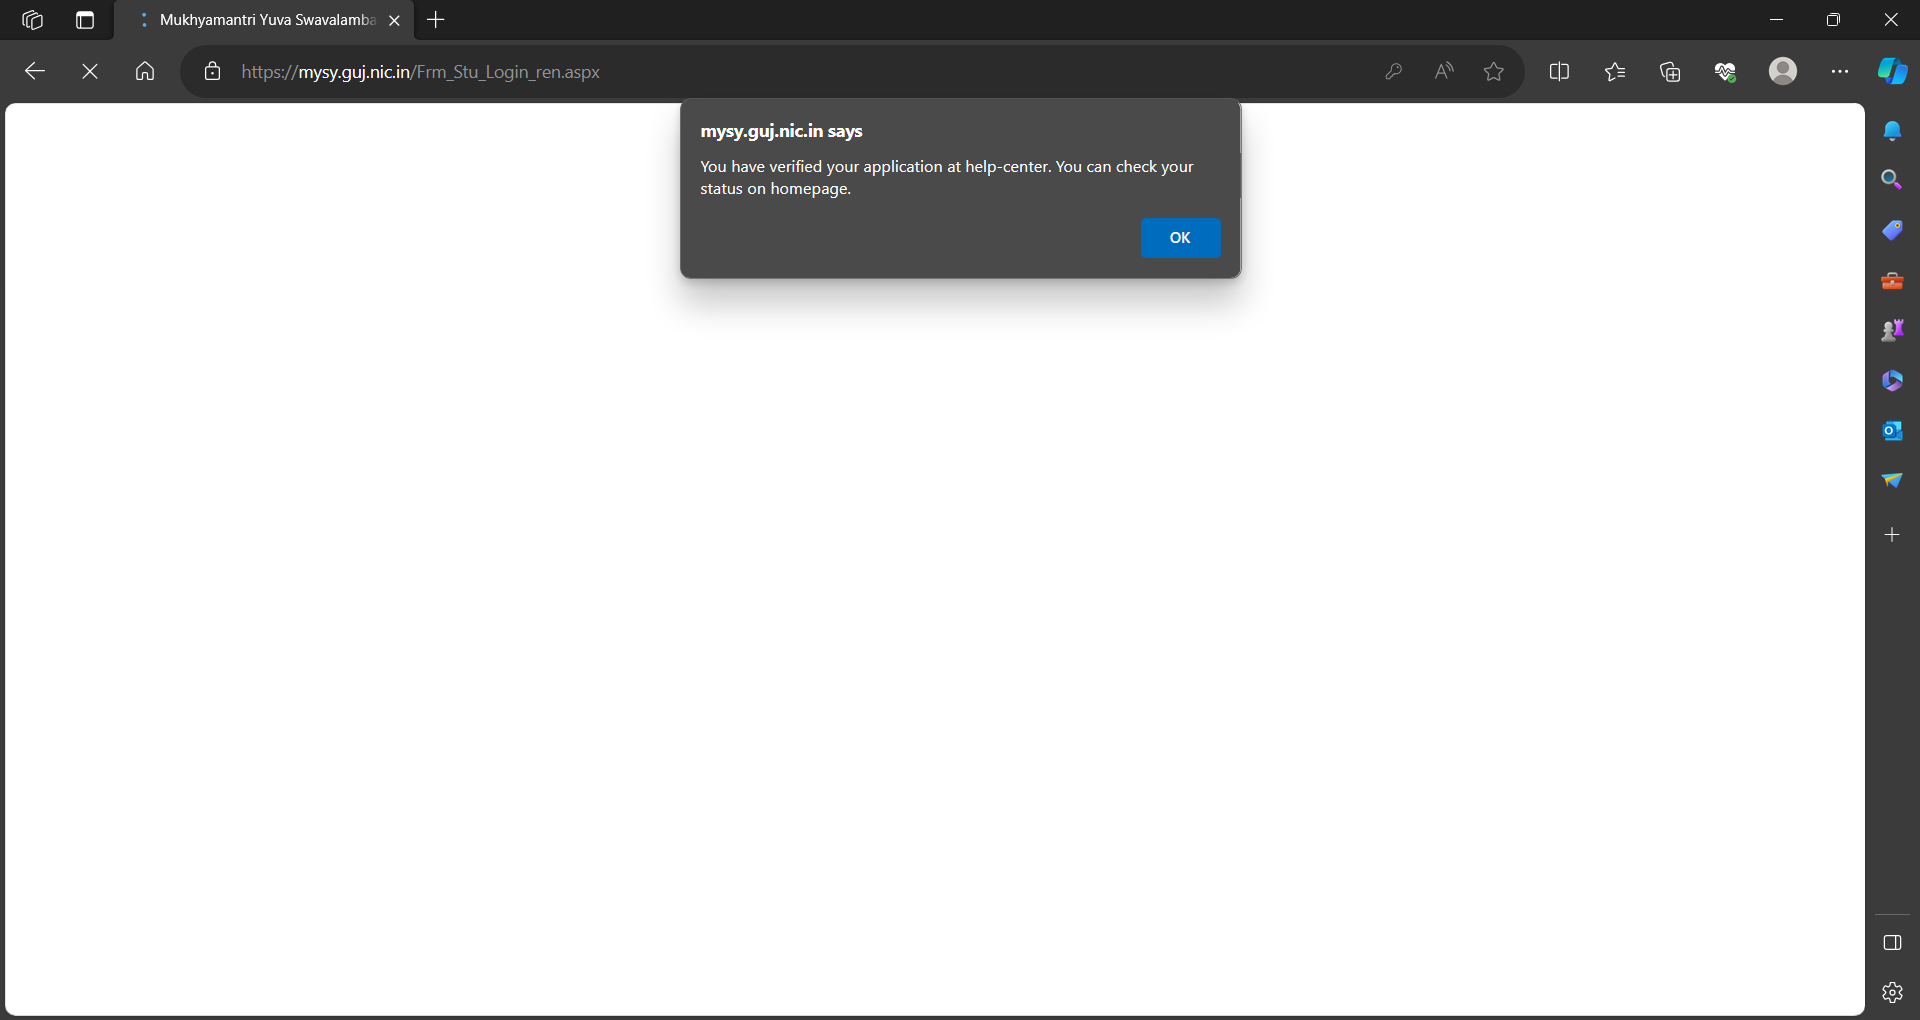 Mukhyamantri Yuva Swavalamba
https://mysy.guj.nic.in/Frm_Stu_Login_ren.aspx
mysy.guj.nic.in says
You have verified your application at help-center. You can check your
status on homepage.
OK